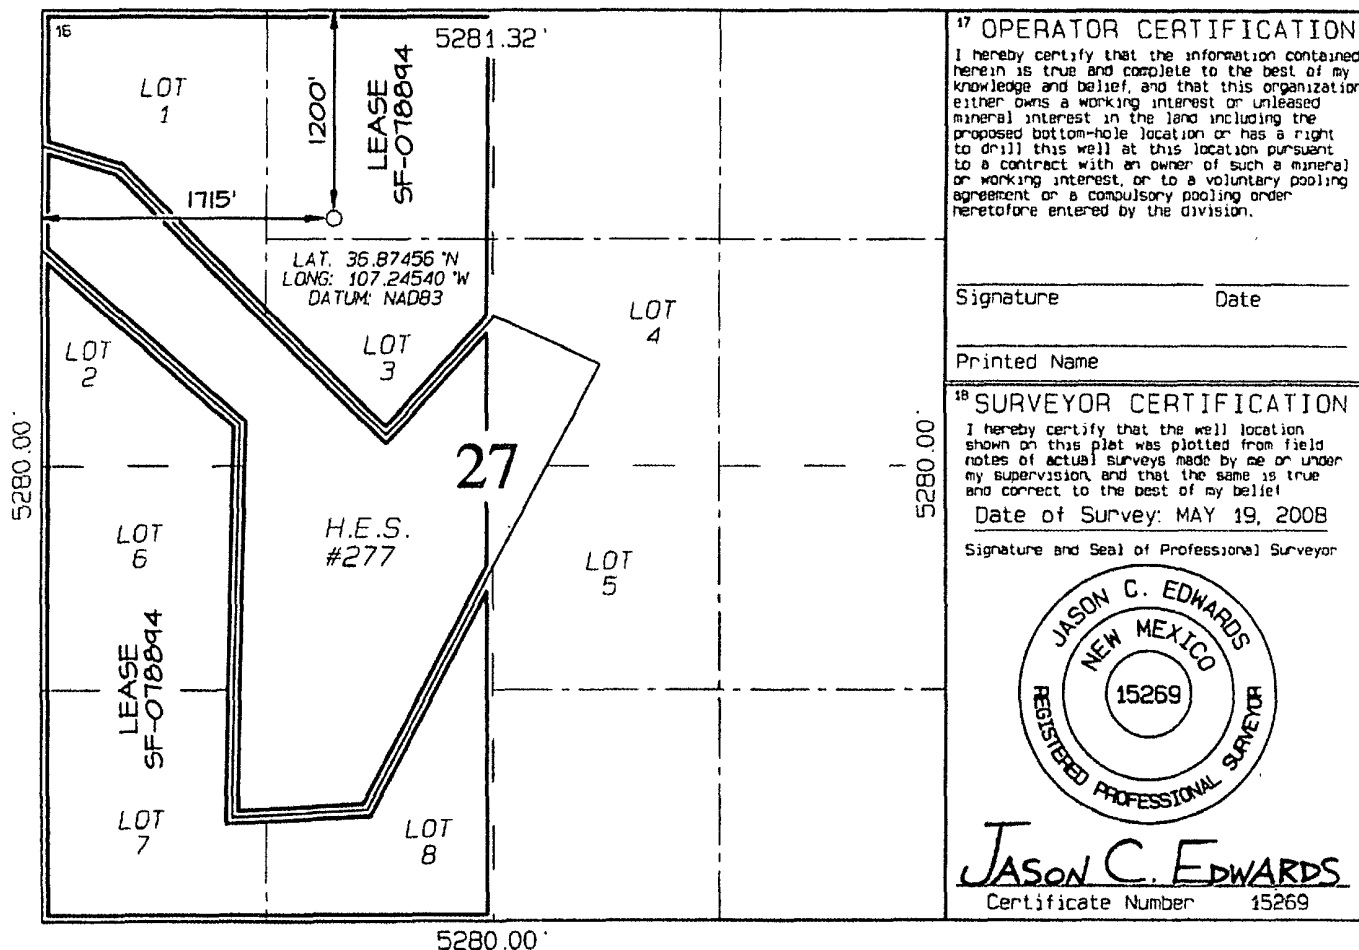 16
5281.32'
LOT
1
1200'
LEASE
SF-078894
1715'
LAT. 36.87456 °N
LONG: 107.24540 °W
DATUM: NAD83
LOT
2
LOT
3
LOT
4
5280.00'
27
5280.00'
LOT
6
H.E.S.
#277
LOT
5
LEASE
SF-078894
LOT
7
LOT
8
5280.00'
17 OPERATOR CERTIFICATION
I hereby certify that the information contained
herein is true and complete to the best of my
knowledge and belief, and that this organization
either owns a working interest or unleased
mineral interest in the land including the
proposed bottom-hole location or has a right
to drill this well at this location pursuant
to a contract with an owner of such a mineral
or working interest, or to a voluntary pooling
agreement or a compulsory pooling order
heretofore entered by the division.
Signature Date
Printed Name
18 SURVEYOR CERTIFICATION
I hereby certify that the well location
shown on this plat was plotted from field
notes of actual surveys made by me or under
my supervision, and that the same is true
and correct to the best of my belief
Date of Survey: MAY 19, 2008
Signature and Seal of Professional Surveyor
JASON C. EDWARDS
NEW MEXICO
15269
REGISTERED PROFESSIONAL SURVEYOR
JASON C. EDWARDS
Certificate Number 15269